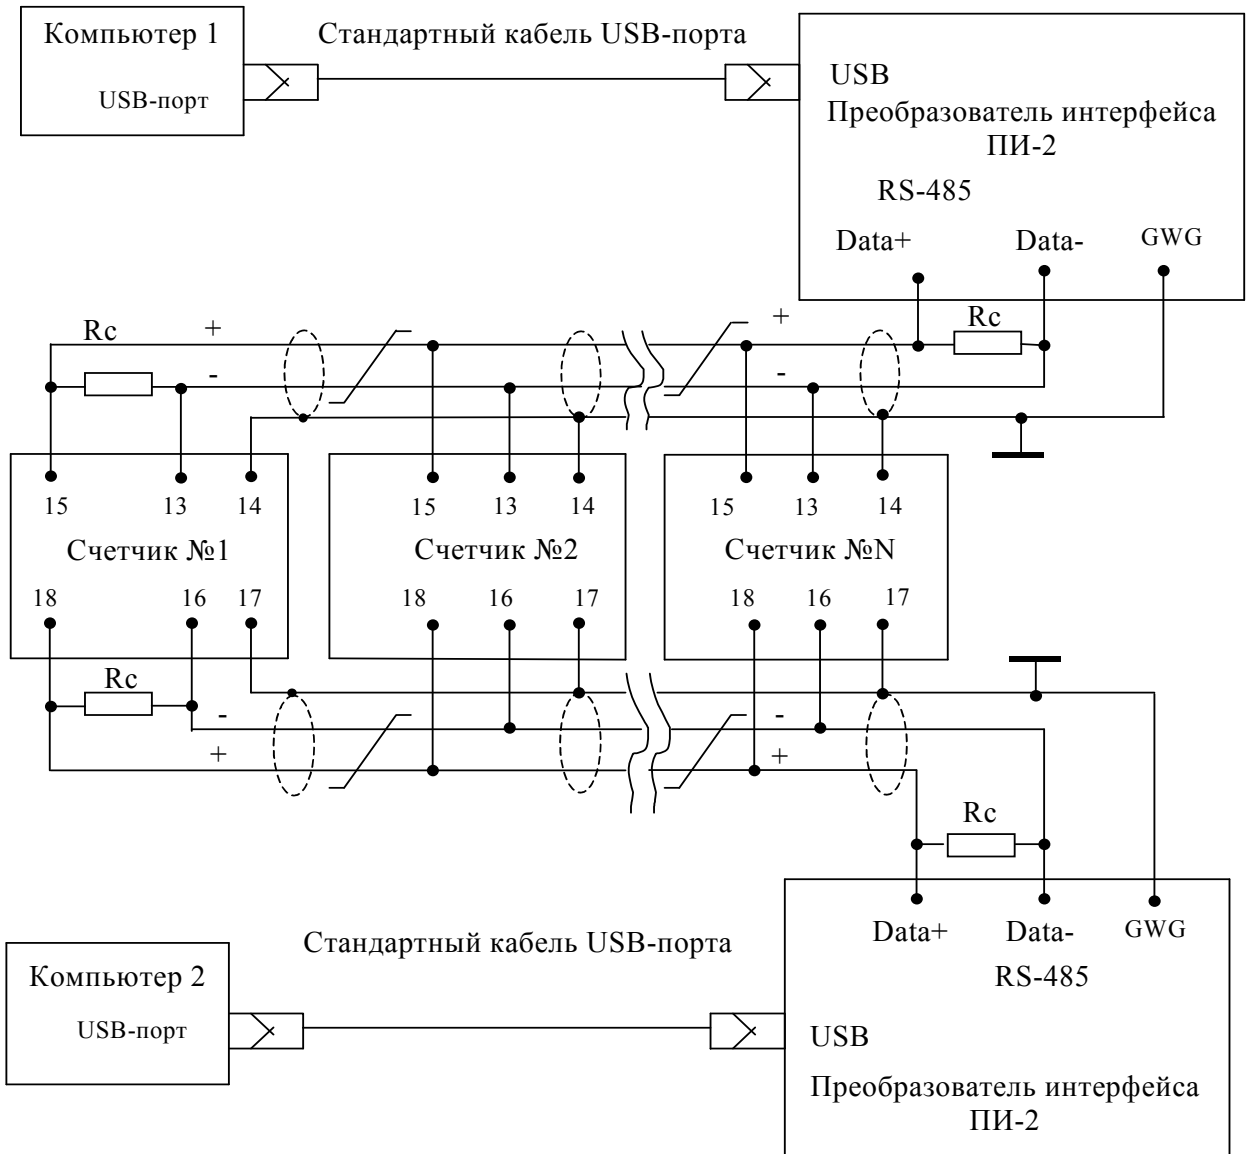 Компьютер 1
USB-порт
Стандартный кабель USB-порта
USB
Преобразователь интерфейса
ПИ-2
RS-485
Data+ Data- GWG
Rc + + Rc
- -
15 13 14 15 13 14 15 13 14
Счетчик №1 Счетчик №2 Счетчик №N
18 16 17 18 16 17 18 16 17
Rc
- -
+ +
Rc
Data+ Data- GWG
RS-485
Компьютер 2
USB-порт
Стандартный кабель USB-порта
USB
Преобразователь интерфейса
ПИ-2